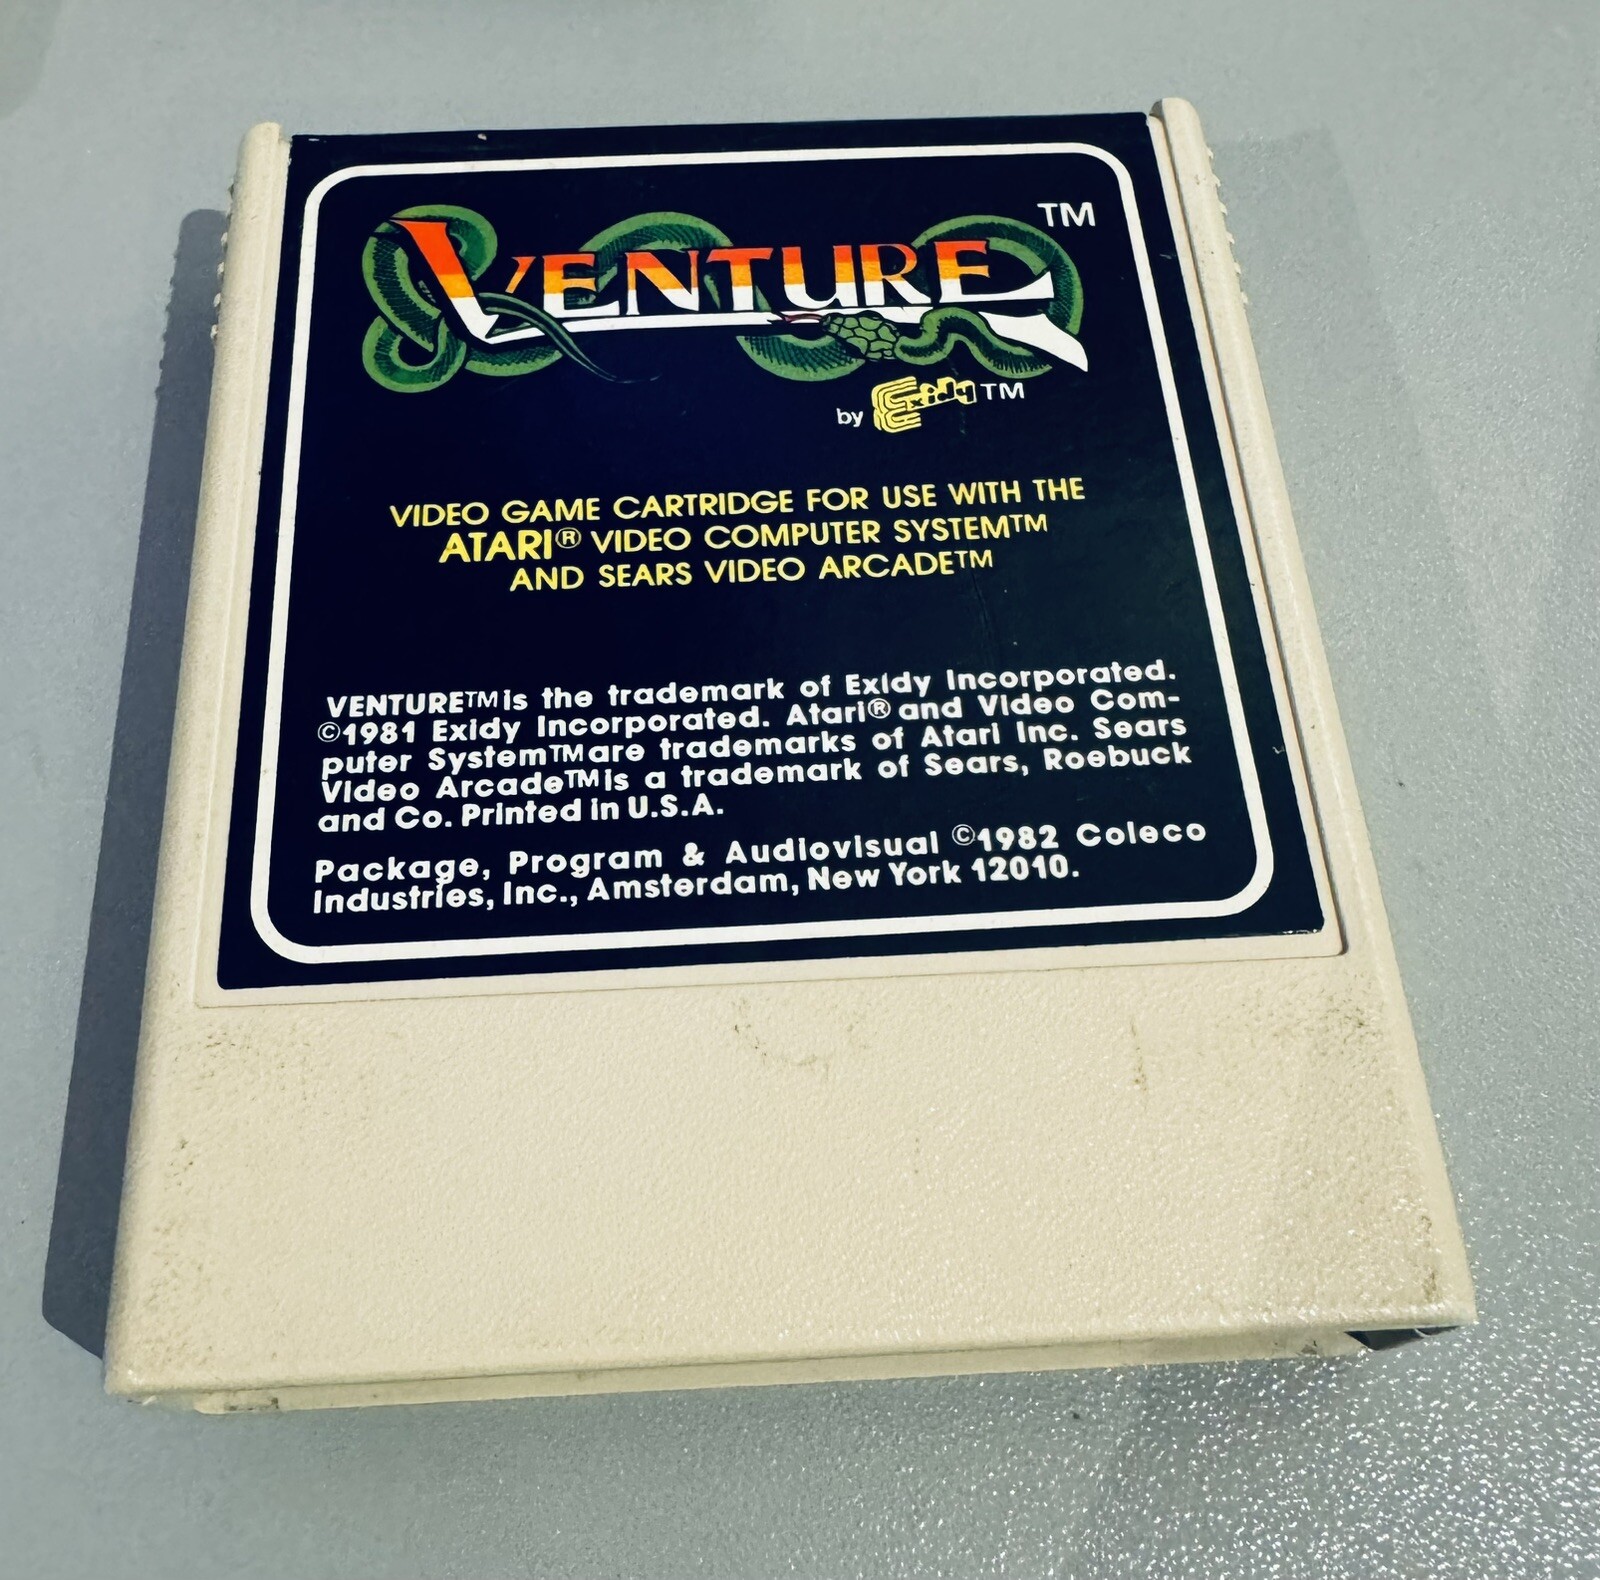 VENTURE TM
by Exidy TM
VIDEO GAME CARTRIDGE FOR USE WITH THE
ATARI® VIDEO COMPUTER SYSTEM™
AND SEARS VIDEO ARCADE™
VENTURE™ is the trademark of Exidy Incorporated.
©1981 Exidy Incorporated. Atari® and Video Com-
puter System™ are trademarks of Atari Inc. Sears
Video Arcade™ is a trademark of Sears, Roebuck
and Co. Printed in U.S.A.
Package, Program & Audiovisual ©1982 Coleco
Industries, Inc., Amsterdam, New York 12010.